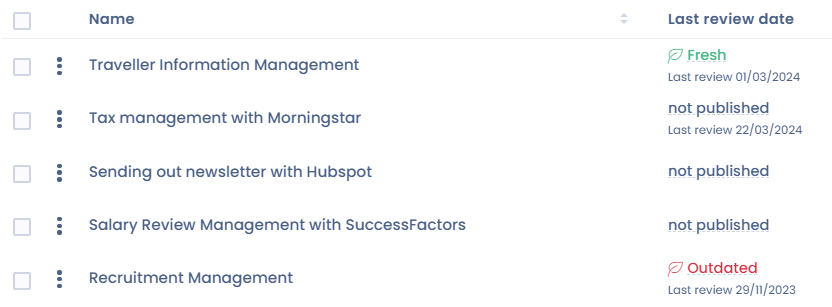 Name Last review date
Traveller Information Management Fresh
Last review 01/03/2024
Tax management with Morningstar not published
Last review 22/03/2024
Sending out newsletter with Hubspot not published
Salary Review Management with SuccessFactors not published
Recruitment Management Outdated
Last review 29/11/2023